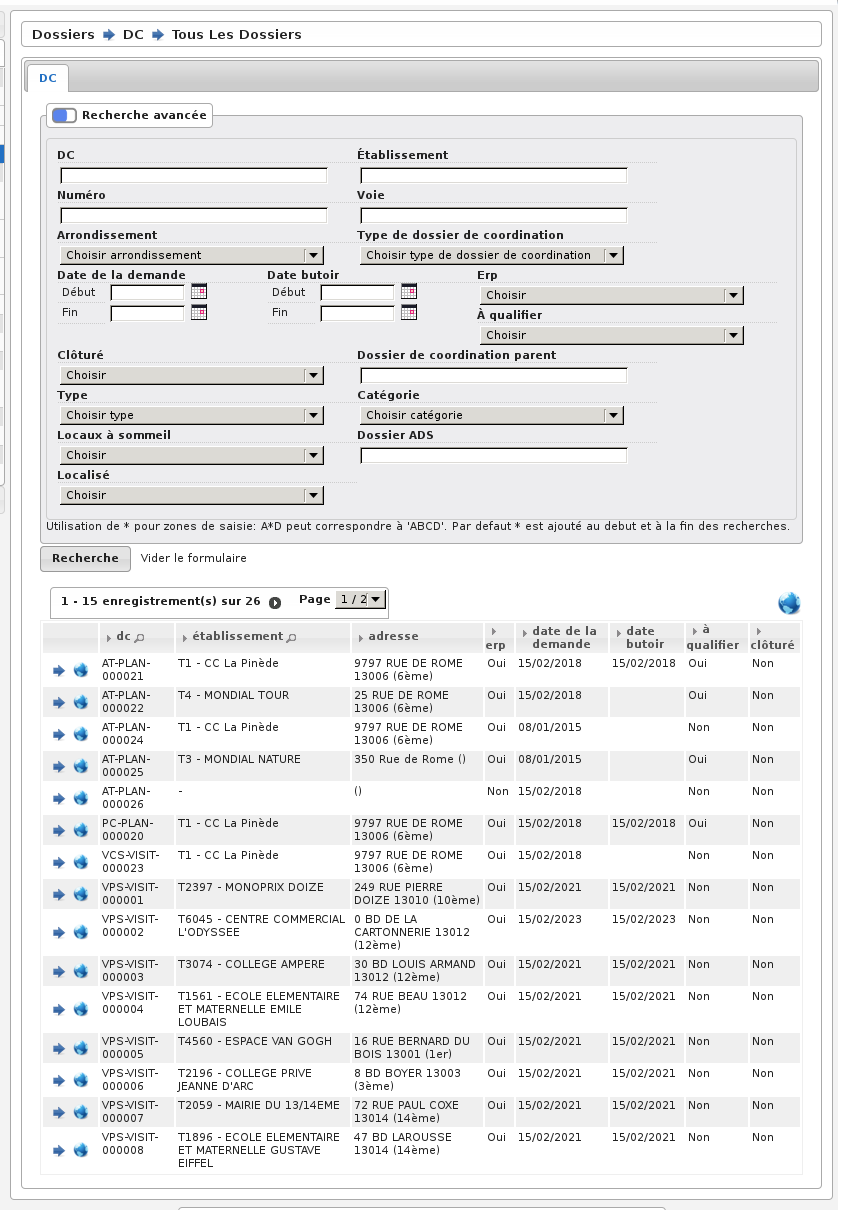 Dossiers DC Tous Les Dossiers
DC
Recherche avancée
DC Établissement
Numéro Voie
Arrondissement Type de dossier de coordination
Choisir arrondissement Choisir type de dossier de coordination
Date de la demande Date butoir Erp
Début Début Choisir
Fin Fin À qualifier
Choisir
Clôturé Dossier de coordination parent
Choisir
Type Catégorie
Choisir type Choisir catégorie
Locaux à sommeil Dossier ADS
Choisir
Localisé
Choisir
Utilisation de * pour zones de saisie: A*D peut correspondre à 'ABCD'. Par defaut * est ajouté au debut et à la fin des recherches.
Recherche Vider le formulaire
1 - 15 enregistrement(s) sur 26 Page 1 / 2
dc établissement adresse erp date de la demande date butoir à qualifier clôturé
AT-PLAN-000021 T1 - CC La Pinède 9797 RUE DE ROME 13006 (6ème) Oui 15/02/2018 15/02/2018 Oui Non
AT-PLAN-000022 T4 - MONDIAL TOUR 25 RUE DE ROME 13006 (6ème) Oui 15/02/2018 Oui Non
AT-PLAN-000024 T1 - CC La Pinède 9797 RUE DE ROME 13006 (6ème) Oui 08/01/2015 Non Non
AT-PLAN-000025 T3 - MONDIAL NATURE 350 Rue de Rome () Oui 08/01/2015 Oui Non
AT-PLAN-000026 - () Non 15/02/2018 Non Non
PC-PLAN-000020 T1 - CC La Pinède 9797 RUE DE ROME 13006 (6ème) Oui 15/02/2018 15/02/2018 Oui Non
VCS-VISIT-000023 T1 - CC La Pinède 9797 RUE DE ROME 13006 (6ème) Oui 15/02/2018 Non Non
VPS-VISIT-000001 T2397 - MONOPRIX DOIZE 249 RUE PIERRE DOIZE 13010 (10ème) Oui 15/02/2021 15/02/2021 Non Non
VPS-VISIT-000002 T6045 - CENTRE COMMERCIAL L'ODYSSEE 0 BD DE LA CARTONNERIE 13012 (12ème) Oui 15/02/2023 15/02/2023 Non Non
VPS-VISIT-000003 T3074 - COLLEGE AMPERE 30 BD LOUIS ARMAND 13012 (12ème) Oui 15/02/2021 15/02/2021 Non Non
VPS-VISIT-000004 T1561 - ECOLE ELEMENTAIRE ET MATERNELLE EMILE LOUBAIS 74 RUE BEAU 13012 (12ème) Oui 15/02/2021 15/02/2021 Non Non
VPS-VISIT-000005 T4560 - ESPACE VAN GOGH 16 RUE BERNARD DU BOIS 13001 (1er) Oui 15/02/2021 15/02/2021 Non Non
VPS-VISIT-000006 T2196 - COLLEGE PRIVE JEANNE D'ARC 8 BD BOYER 13003 (3ème) Oui 15/02/2021 15/02/2021 Non Non
VPS-VISIT-000007 T2059 - MAIRIE DU 13/14EME 72 RUE PAUL COXE 13014 (14ème) Oui 15/02/2021 15/02/2021 Non Non
VPS-VISIT-000008 T1896 - ECOLE ELEMENTAIRE ET MATERNELLE GUSTAVE EIFFEL 47 BD LAROUSSE 13014 (14ème) Oui 15/02/2021 15/02/2021 Non Non